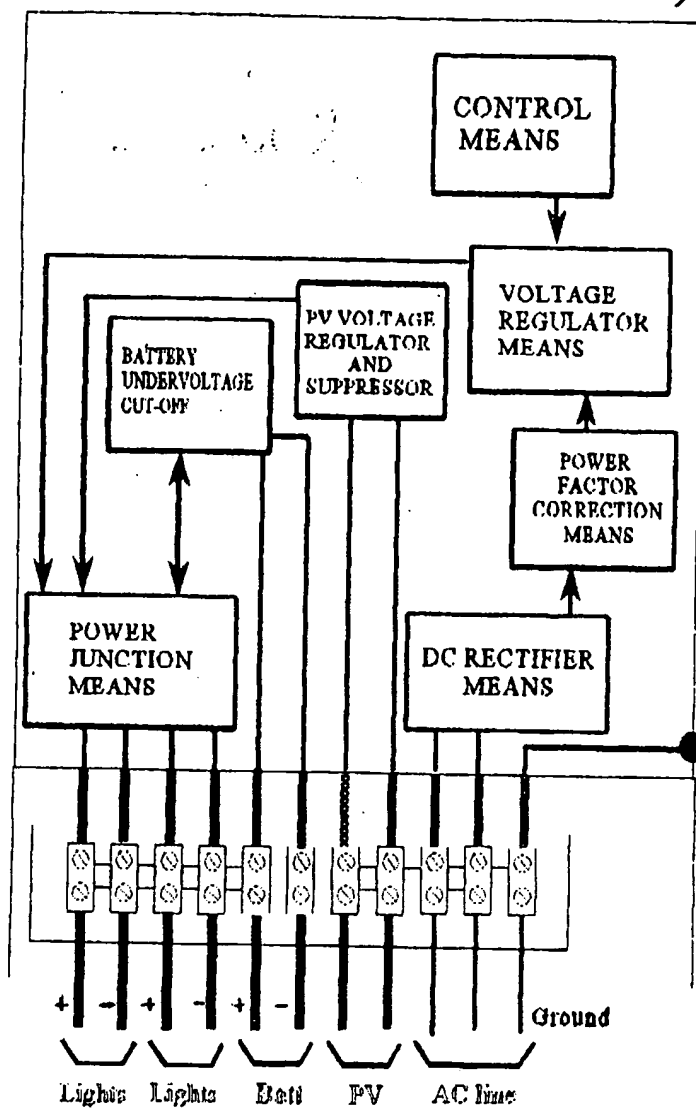 CONTROL
MEANS
VOLTAGE
REGULATOR
MEANS
PV VOLTAGE
REGULATOR
AND
SUPPRESSOR
BATTERY
UNDERVOLTAGE
CUT-OFF
POWER
FACTOR
CORRECTION
MEANS
POWER
JUNCTION
MEANS
DC RECTIFIER
MEANS
+ - + - + -
Ground
Lights Lights Batt PV AC line